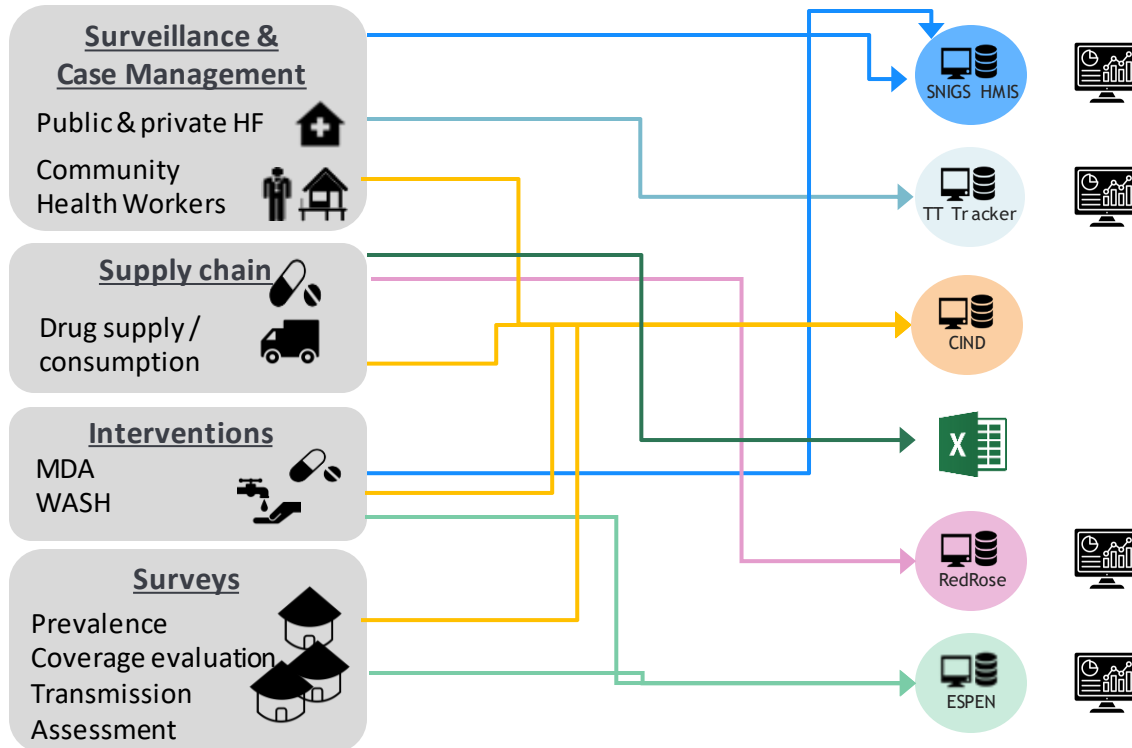 Surveillance &
Case Management
Public & private HF
Community
Health Workers
Supply chain
Drug supply /
consumption
Interventions
MDA
WASH
Surveys
Prevalence
Coverage evaluation
Transmission
Assessment
SNIGS HMIS
TT Tracker
CIND
X
RedRose
ESPEN